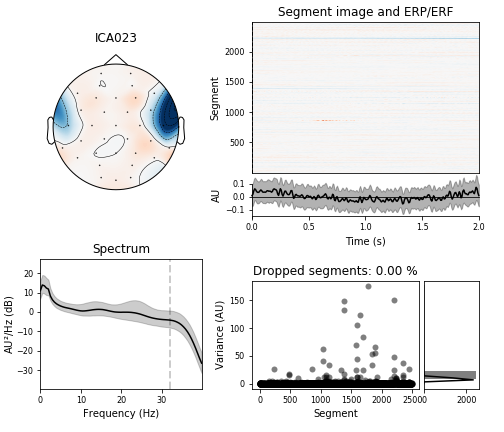 ICA023
Segment image and ERP/ERF
Segment
2000
1500
1000
500
AU
0.1
0.0
−0.1
0.0 0.5 1.0 1.5 2.0
Time (s)
Spectrum
AU²/Hz (dB)
20
10
0
−10
−20
−30
0 10 20 30
Frequency (Hz)
Dropped segments: 0.00 %
Variance (AU)
150
100
50
0
0 500 1000 1500 2000 2500
Segment
0 2000